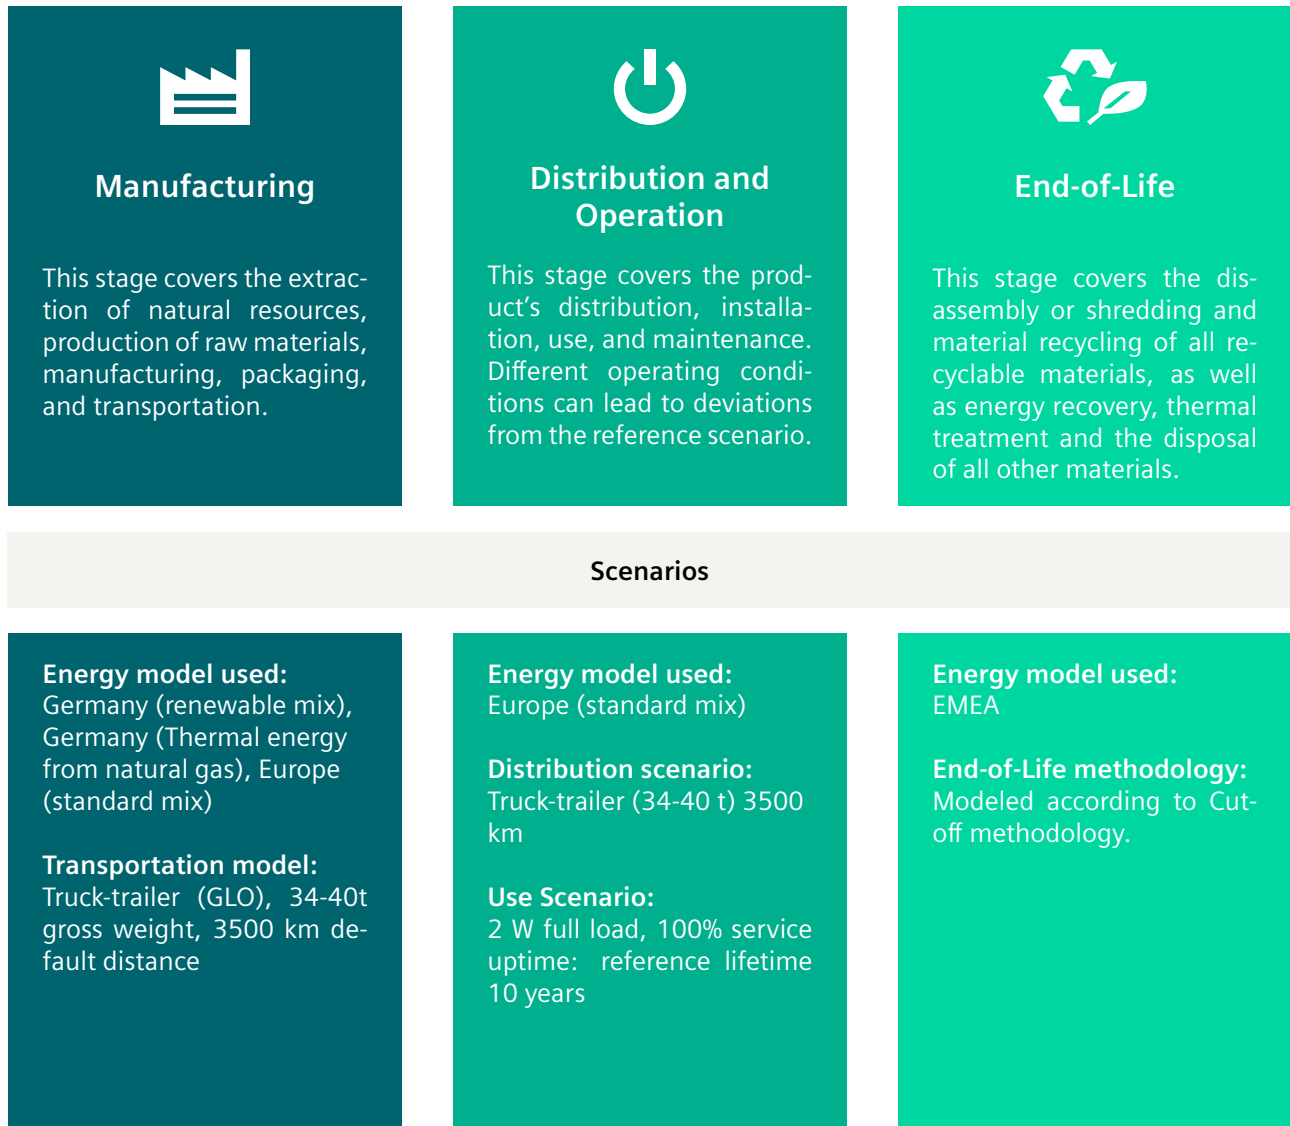 Manufacturing
This stage covers the extrac-
tion of natural resources,
production of raw materials,
manufacturing, packaging,
and transportation.
Distribution and
Operation
This stage covers the prod-
uct’s distribution, installa-
tion, use, and maintenance.
Different operating condi-
tions can lead to deviations
from the reference scenario.
End-of-Life
This stage covers the dis-
assembly or shredding and
material recycling of all re-
cyclable materials, as well
as energy recovery, thermal
treatment and the disposal
of all other materials.
Scenarios
Energy model used:
Germany (renewable mix),
Germany (Thermal energy
from natural gas), Europe
(standard mix)
Transportation model:
Truck-trailer (GLO), 34-40t
gross weight, 3500 km de-
fault distance
Energy model used:
Europe (standard mix)
Distribution scenario:
Truck-trailer (34-40 t) 3500
km
Use Scenario:
2 W full load, 100% service
uptime: reference lifetime
10 years
Energy model used:
EMEA
End-of-Life methodology:
Modeled according to Cut-
off methodology.